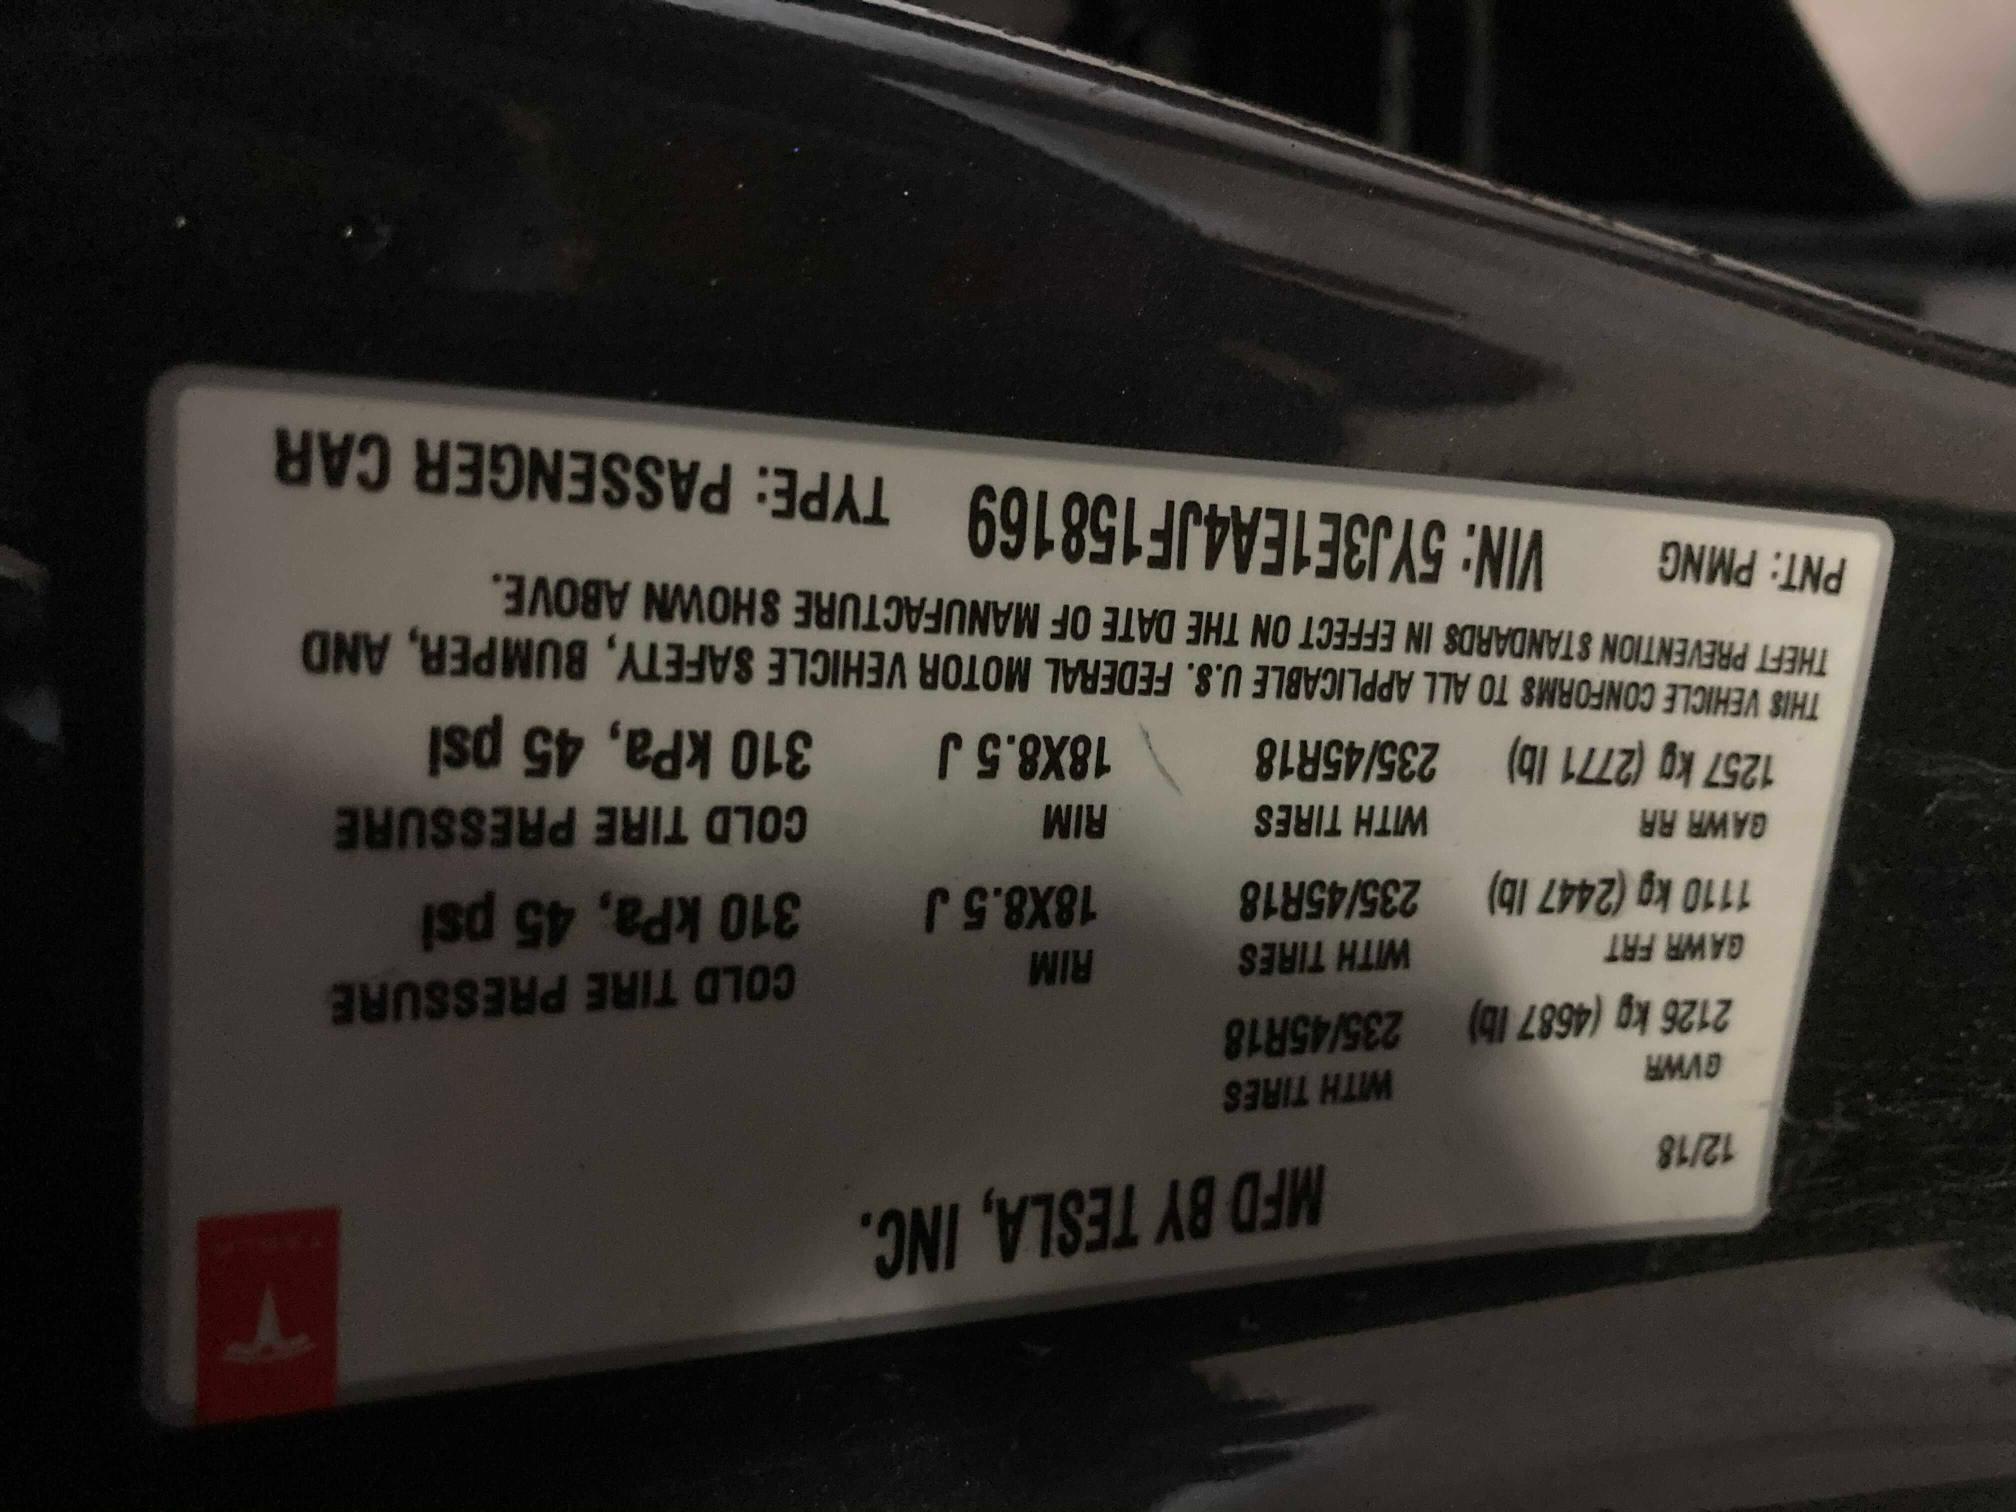 MFD BY TESLA, INC.
12/18
GVWR WITH TIRES
2126 kg (4687 lb) 235/45R18
GAWR FRT WITH TIRES RIM COLD TIRE PRESSURE
1110 kg (2447 lb) 235/45R18 18X8.5 J 310 kPa, 45 psi
GAWR RR WITH TIRES RIM COLD TIRE PRESSURE
1257 kg (2771 lb) 235/45R18 18X8.5 J 310 kPa, 45 psi
THIS VEHICLE CONFORMS TO ALL APPLICABLE U.S. FEDERAL MOTOR VEHICLE SAFETY, BUMPER, AND
THEFT PREVENTION STANDARDS IN EFFECT ON THE DATE OF MANUFACTURE SHOWN ABOVE.
PNT: PMNG VIN: 5YJ3E1EA4JF158169 TYPE: PASSENGER CAR